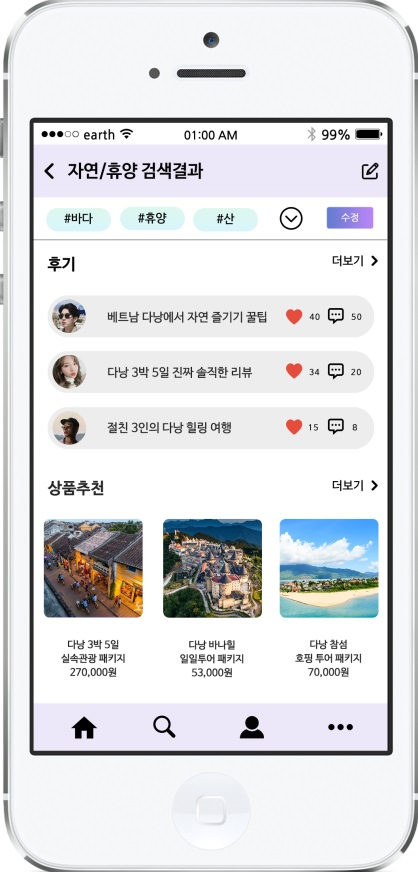 earth 01:00 AM 99%
자연/휴양 검색결과
#바다 #휴양 #산 수정
후기 더보기
베트남 다낭에서 자연 즐기기 꿀팁 40 50
다낭 3박 5일 진짜 솔직한 리뷰 34 20
절친 3인의 다낭 힐링 여행 15 8
상품추천 더보기
다낭 3박 5일
실속관광 패키지
270,000원
다낭 바나힐
일일투어 패키지
53,000원
다낭 참섬
호핑 투어 패키지
70,000원